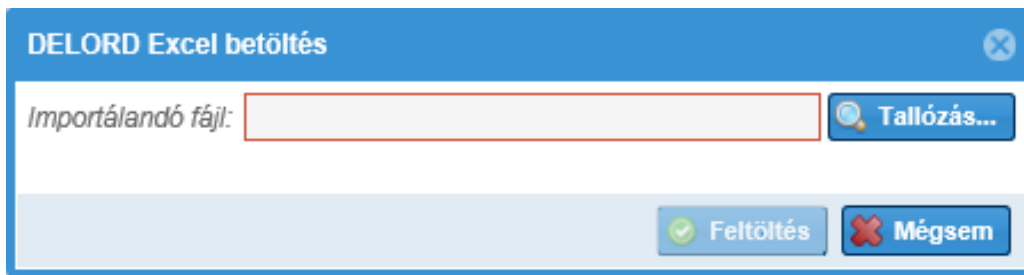 DELORD Excel betöltés
Importálandó fájl: Tallózás...
Feltöltés Mégsem